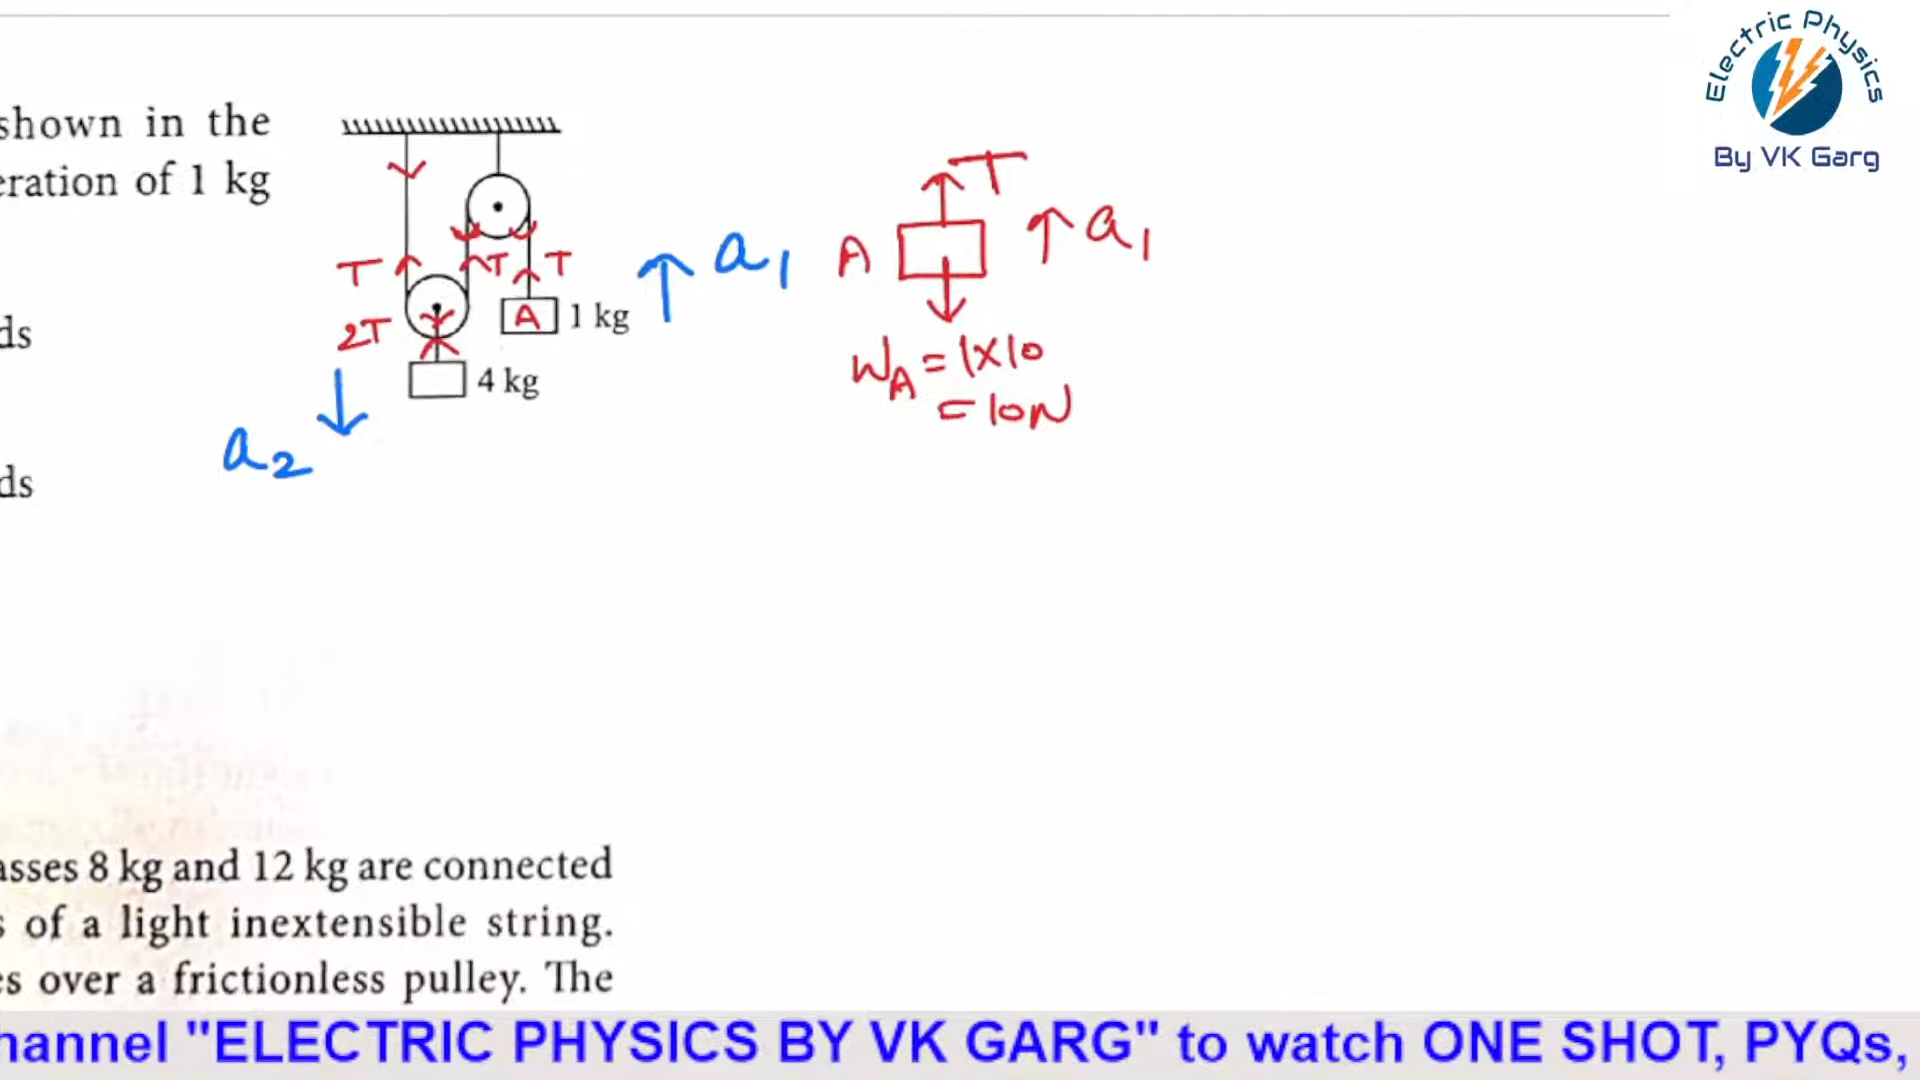 Electric Physics
By VK Garg
shown in the
eration of 1 kg
ds
ds
T
T
T
2T
A
1 kg
4 kg
a₂
a₁
T
A
a₁
W_A = 1×10
= 10N
asses 8 kg and 12 kg are connected
s of a light inextensible string.
es over a frictionless pulley. The
hannel "ELECTRIC PHYSICS BY VK GARG" to watch ONE SHOT, PYQs,